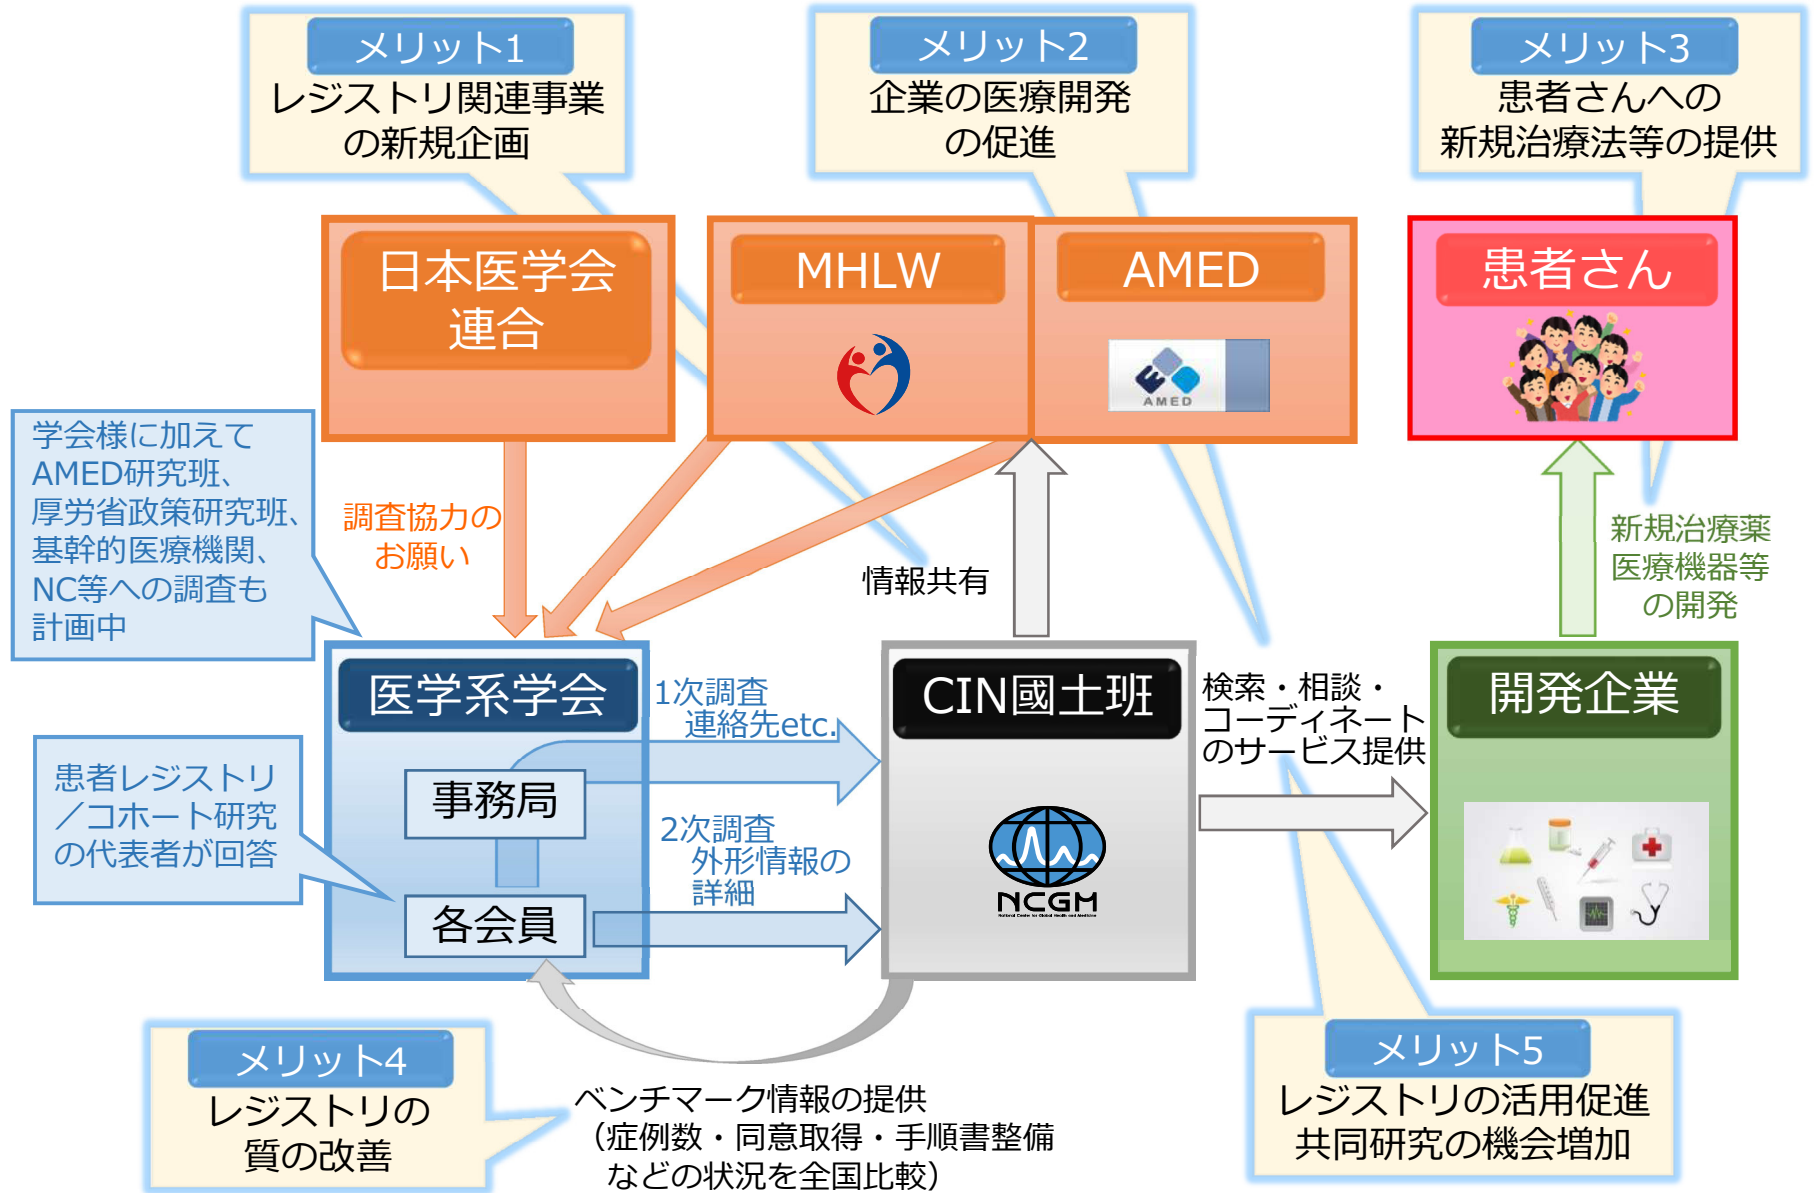 メリット1
レジストリ関連事業
の新規企画
メリット2
企業の医療開発
の促進
メリット3
患者さんへの
新規治療法等の提供
日本医学会
連合
MHLW
AMED
AMED
患者さん
学会様に加えて
AMED研究班、
厚労省政策研究班、
基幹的医療機関、
NC等への調査も
計画中
調査協力の
お願い
情報共有
新規治療薬
医療機器等
の開発
医学系学会
事務局
各会員
患者レジストリ
／コホート研究
の代表者が回答
1次調査
連絡先etc.
2次調査
外形情報の
詳細
CIN國土班
NCGM
National Center for Global Health and Medicine
検索・相談・
コーディネート
のサービス提供
開発企業
メリット4
レジストリの
質の改善
ベンチマーク情報の提供
（症例数・同意取得・手順書整備
などの状況を全国比較）
メリット5
レジストリの活用促進
共同研究の機会増加